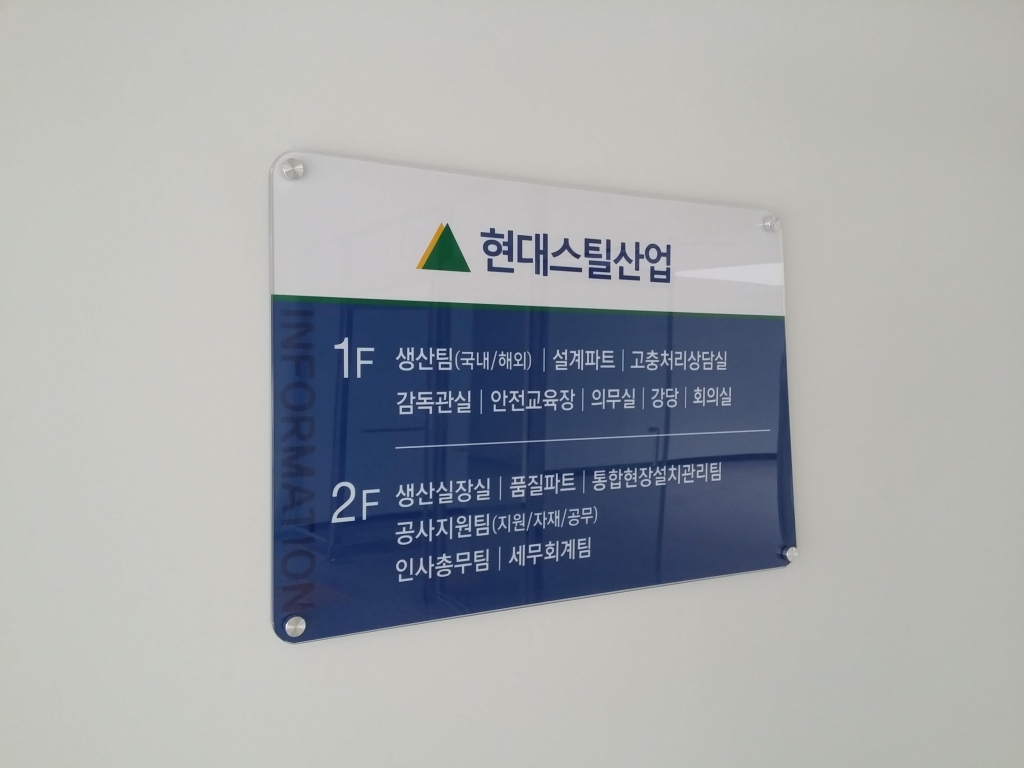 현대스틸산업
INFORMATION
1F 생산팀(국내/해외) | 설계파트 | 고충처리상담실
감독관실 | 안전교육장 | 의무실 | 강당 | 회의실
2F 생산실장실 | 품질파트 | 통합현장설치관리팀
공사지원팀(지원/자재/공무)
인사총무팀 | 세무회계팀